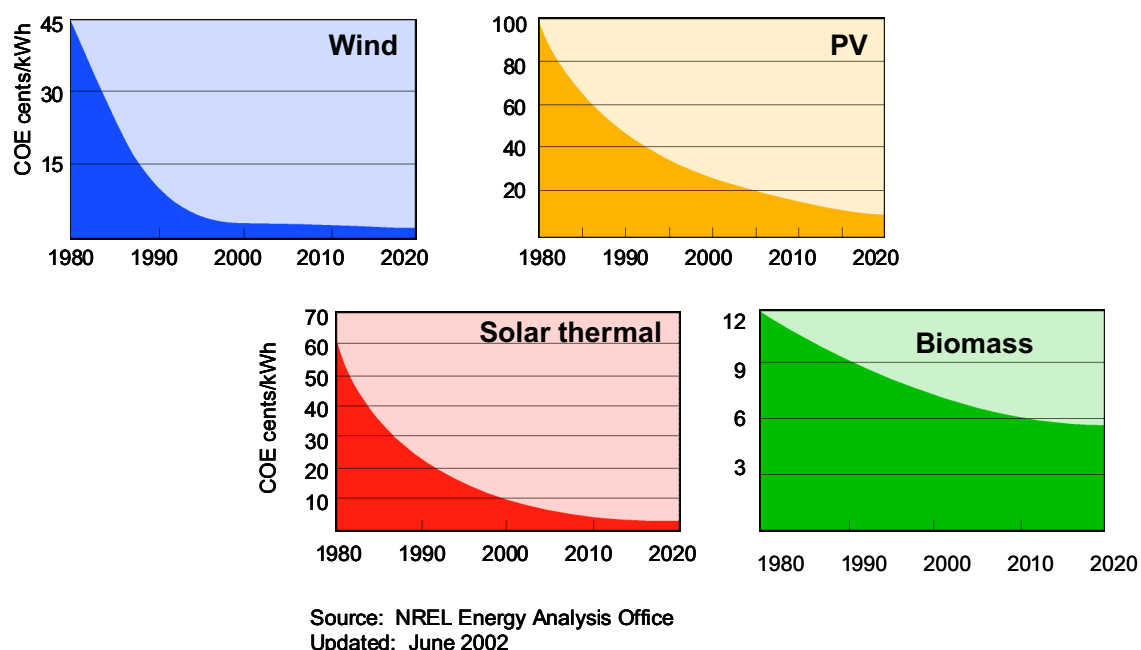 Wind
COE cents/kWh
45
30
15
1980 1990 2000 2010 2020
PV
100
80
60
40
20
1980 1990 2000 2010 2020
Solar thermal
COE cents/kWh
70
60
50
40
30
20
10
1980 1990 2000 2010 2020
Biomass
12
9
6
3
1980 1990 2000 2010 2020
Source: NREL Energy Analysis Office
Updated: June 2002